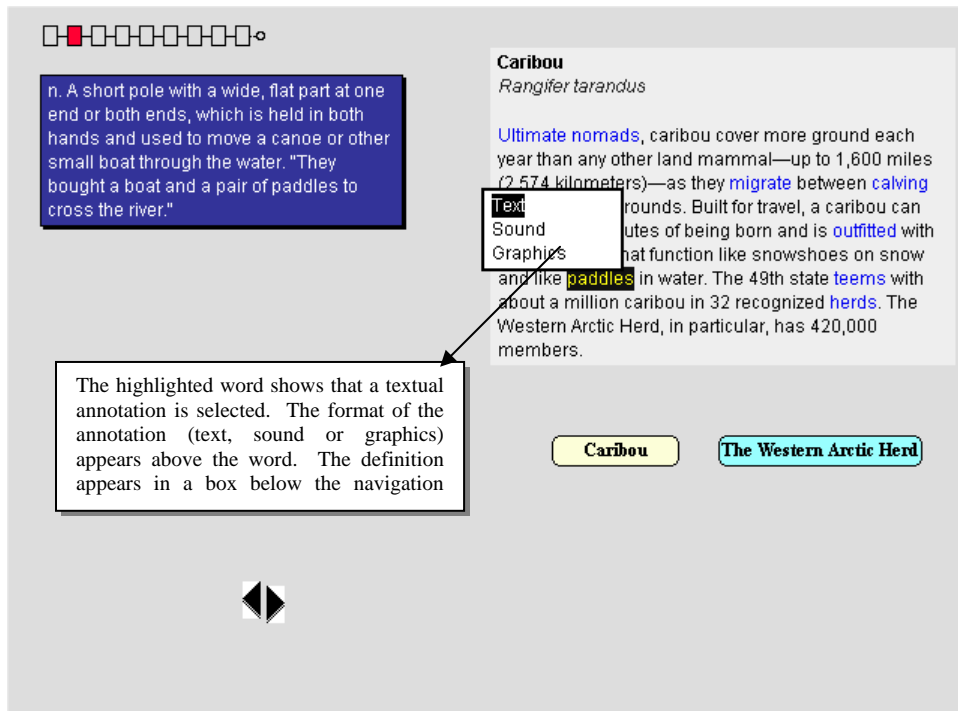 n. A short pole with a wide, flat part at one
end or both ends, which is held in both
hands and used to move a canoe or other
small boat through the water. "They
bought a boat and a pair of paddles to
cross the river."
Caribou
Rangifer tarandus
Ultimate nomads, caribou cover more ground each
year than any other land mammal—up to 1,600 miles
(2,574 kilometers)—as they migrate between calving
rounds. Built for travel, a caribou can
utes of being born and is outfitted with
hat function like snowshoes on snow
and like paddles in water. The 49th state teems with
about a million caribou in 32 recognized herds. The
Western Arctic Herd, in particular, has 420,000
members.
Text
Sound
Graphics
The highlighted word shows that a textual
annotation is selected. The format of the
annotation (text, sound or graphics)
appears above the word. The definition
appears in a box below the navigation
Caribou
The Western Arctic Herd